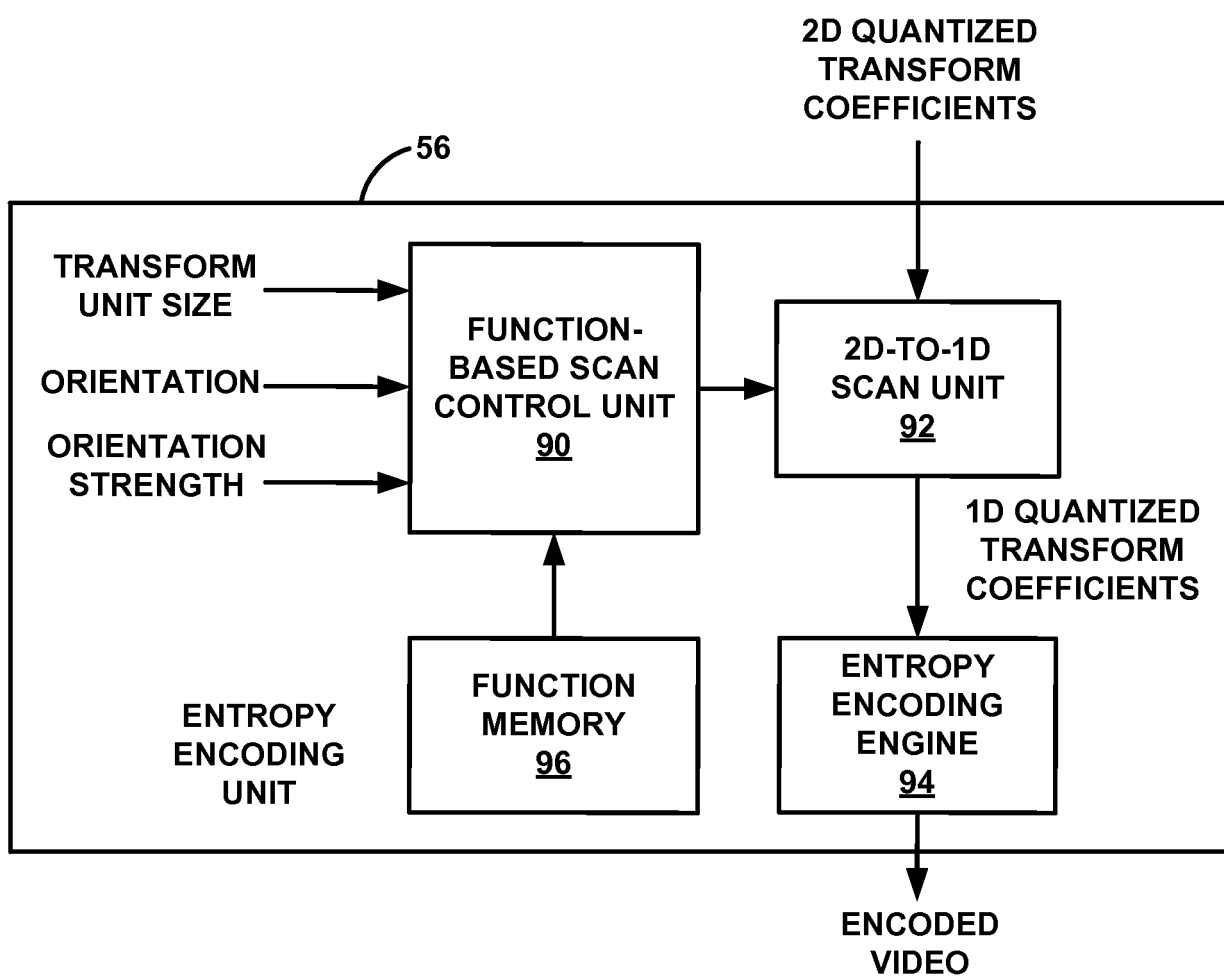 2D QUANTIZED
TRANSFORM
COEFFICIENTS
56
TRANSFORM
UNIT SIZE
ORIENTATION
ORIENTATION
STRENGTH
FUNCTION-
BASED SCAN
CONTROL UNIT
90
2D-TO-1D
SCAN UNIT
92
1D QUANTIZED
TRANSFORM
COEFFICIENTS
FUNCTION
MEMORY
96
ENTROPY
ENCODING
UNIT
ENTROPY
ENCODING
ENGINE
94
ENCODED
VIDEO